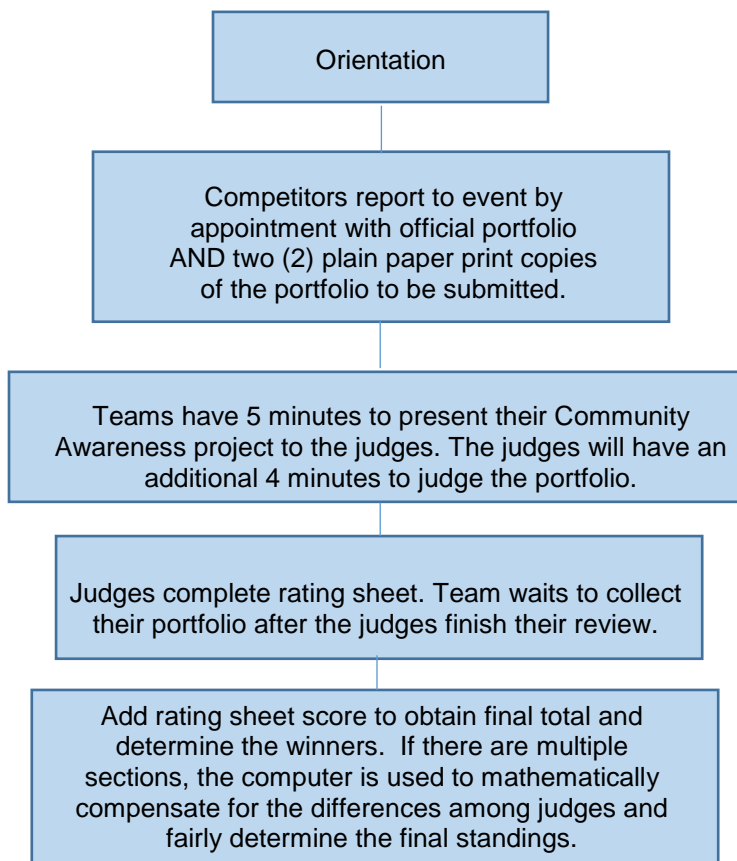 Orientation
Competitors report to event by
appointment with official portfolio
AND two (2) plain paper print copies
of the portfolio to be submitted.
Teams have 5 minutes to present their Community
Awareness project to the judges. The judges will have an
additional 4 minutes to judge the portfolio.
Judges complete rating sheet. Team waits to collect
their portfolio after the judges finish their review.
Add rating sheet score to obtain final total and
determine the winners.  If there are multiple
sections, the computer is used to mathematically
compensate for the differences among judges and
fairly determine the final standings.